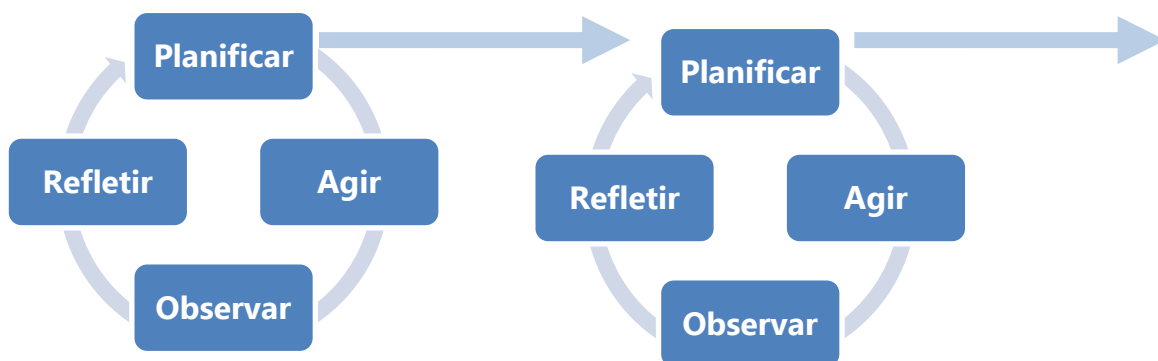 Planificar
Agir
Observar
Refletir
Planificar
Agir
Observar
Refletir